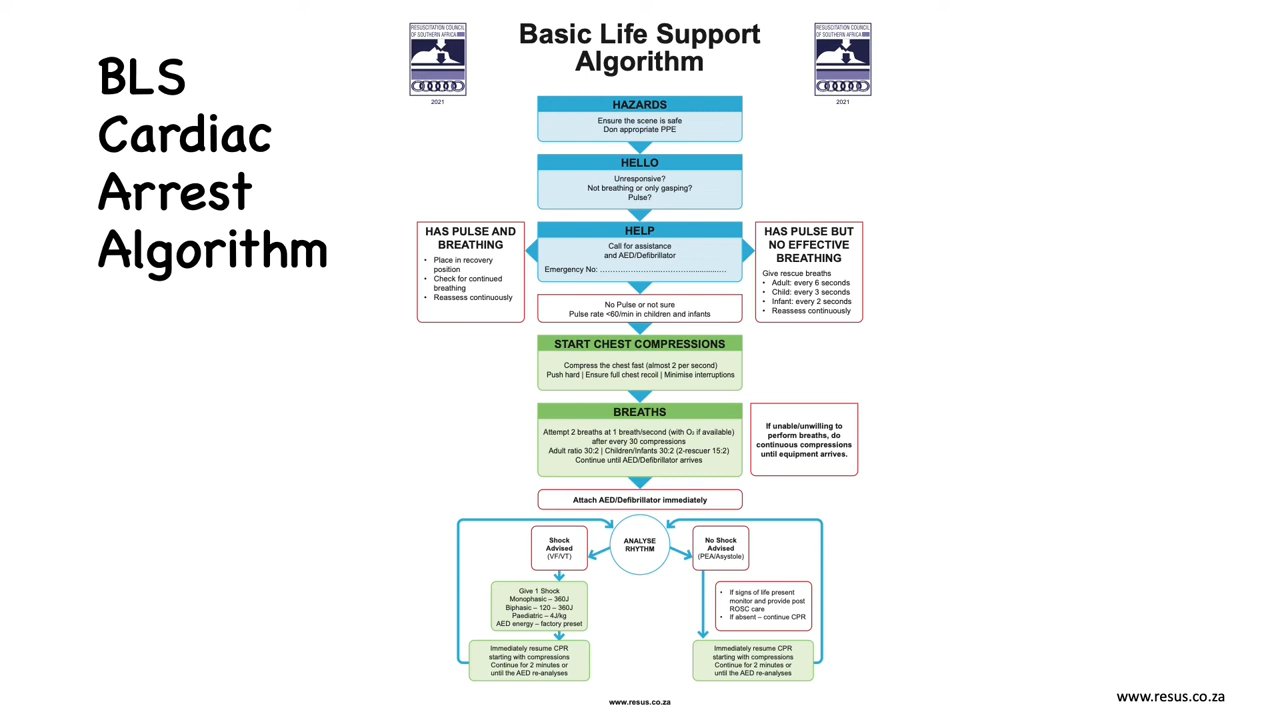 BLS
Cardiac
Arrest
Algorithm
RESUSCITATION COUNCIL
OF SOUTHERN AFRICA
2021
Basic Life Support
Algorithm
RESUSCITATION COUNCIL
OF SOUTHERN AFRICA
2021
HAZARDS
Ensure the scene is safe
Don appropriate PPE
HELLO
Unresponsive?
Not breathing or only gasping?
Pulse?
HAS PULSE AND
BREATHING
• Place in recovery
position
• Check for continued
breathing
• Reassess continuously
HELP
Call for assistance
and AED/Defibrillator
Emergency No: ................................................
HAS PULSE BUT
NO EFFECTIVE
BREATHING
Give rescue breaths
• Adult: every 6 seconds
• Child: every 3 seconds
• Infant: every 2 seconds
• Reassess continuously
No Pulse or not sure
Pulse rate <60/min in children and infants
START CHEST COMPRESSIONS
Compress the chest fast (almost 2 per second)
Push hard | Ensure full chest recoil | Minimise interruptions
BREATHS
Attempt 2 breaths at 1 breath/second (with O₂ if available)
after every 30 compressions
Adult ratio 30:2 | Children/Infants 30:2 (2-rescuer 15:2)
Continue until AED/Defibrillator arrives
If unable/unwilling to
perform breaths, do
continuous compressions
until equipment arrives.
Attach AED/Defibrillator immediately
ANALYSE
RHYTHM
Shock
Advised
(VF/VT)
Give 1 Shock
Monophasic – 360J
Biphasic – 120 – 360J
Paediatric – 4J/kg
AED energy – factory preset
Immediately resume CPR
starting with compressions
Continue for 2 minutes or
until the AED re-analyses
No Shock
Advised
(PEA/Asystole)
• If signs of life present
monitor and provide post
ROSC care
• If absent – continue CPR
Immediately resume CPR
starting with compressions
Continue for 2 minutes or
until the AED re-analyses
www.resus.co.za
www.resus.co.za